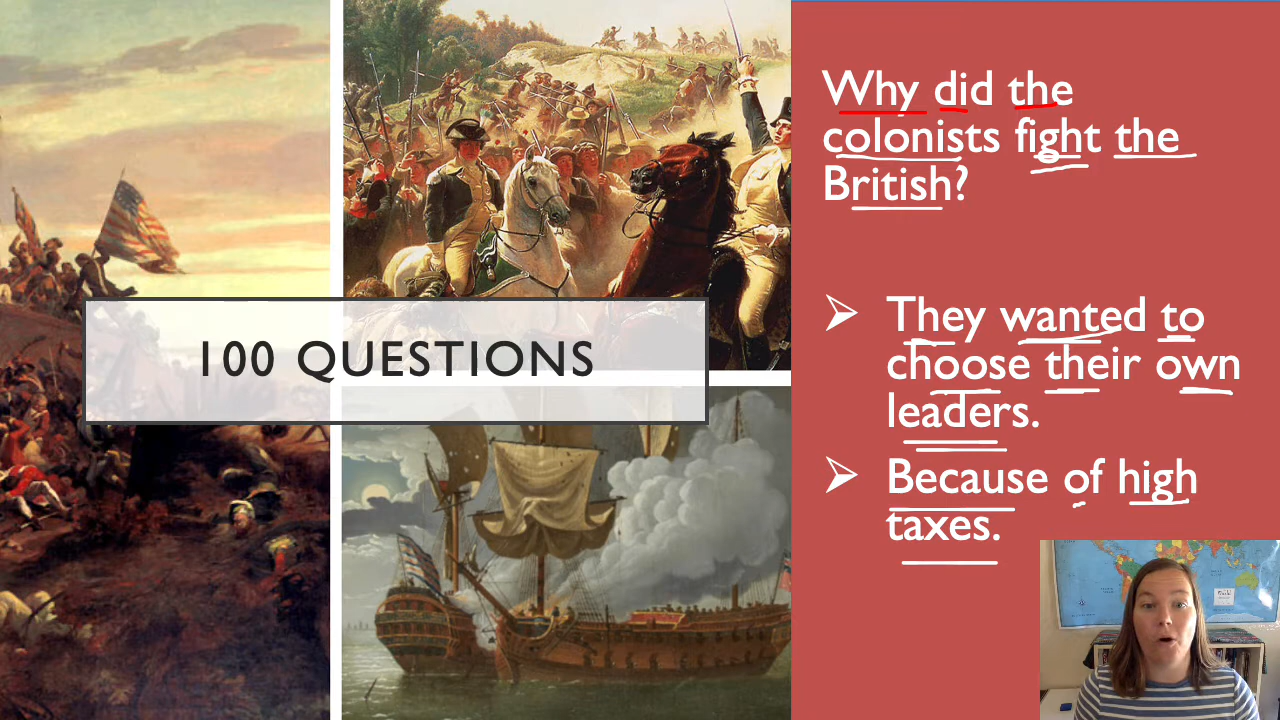 100 QUESTIONS
Why did the
colonists fight the
British?
They wanted to
choose their own
leaders.
Because of high
taxes.